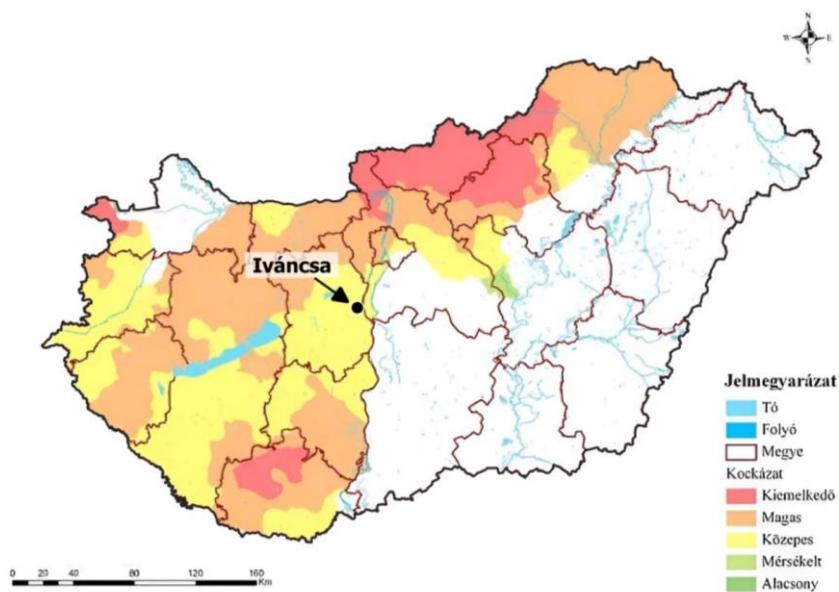 N
W E
S
Iváncsa
Jelmegyarázat
Tó
Folyó
Megye
Kockázat
Kiemelkedő
Magas
Közepes
Mérsékelt
Alacsony
0 20 40 80 120 160
Km